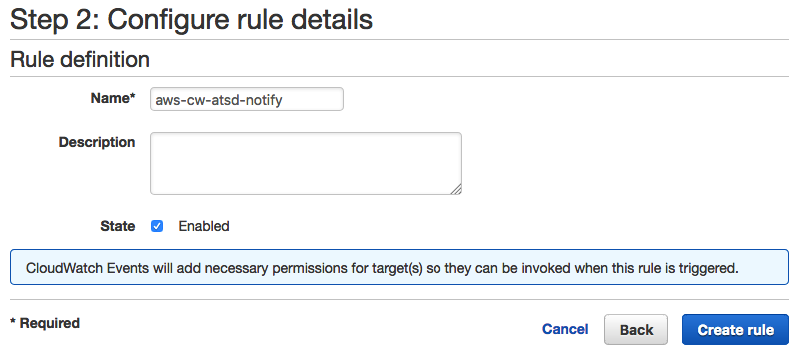 Step 2: Configure rule details
Rule definition
Name* aws-cw-atsd-notify
Description
State Enabled
CloudWatch Events will add necessary permissions for target(s) so they can be invoked when this rule is triggered.
* Required Cancel Back Create rule